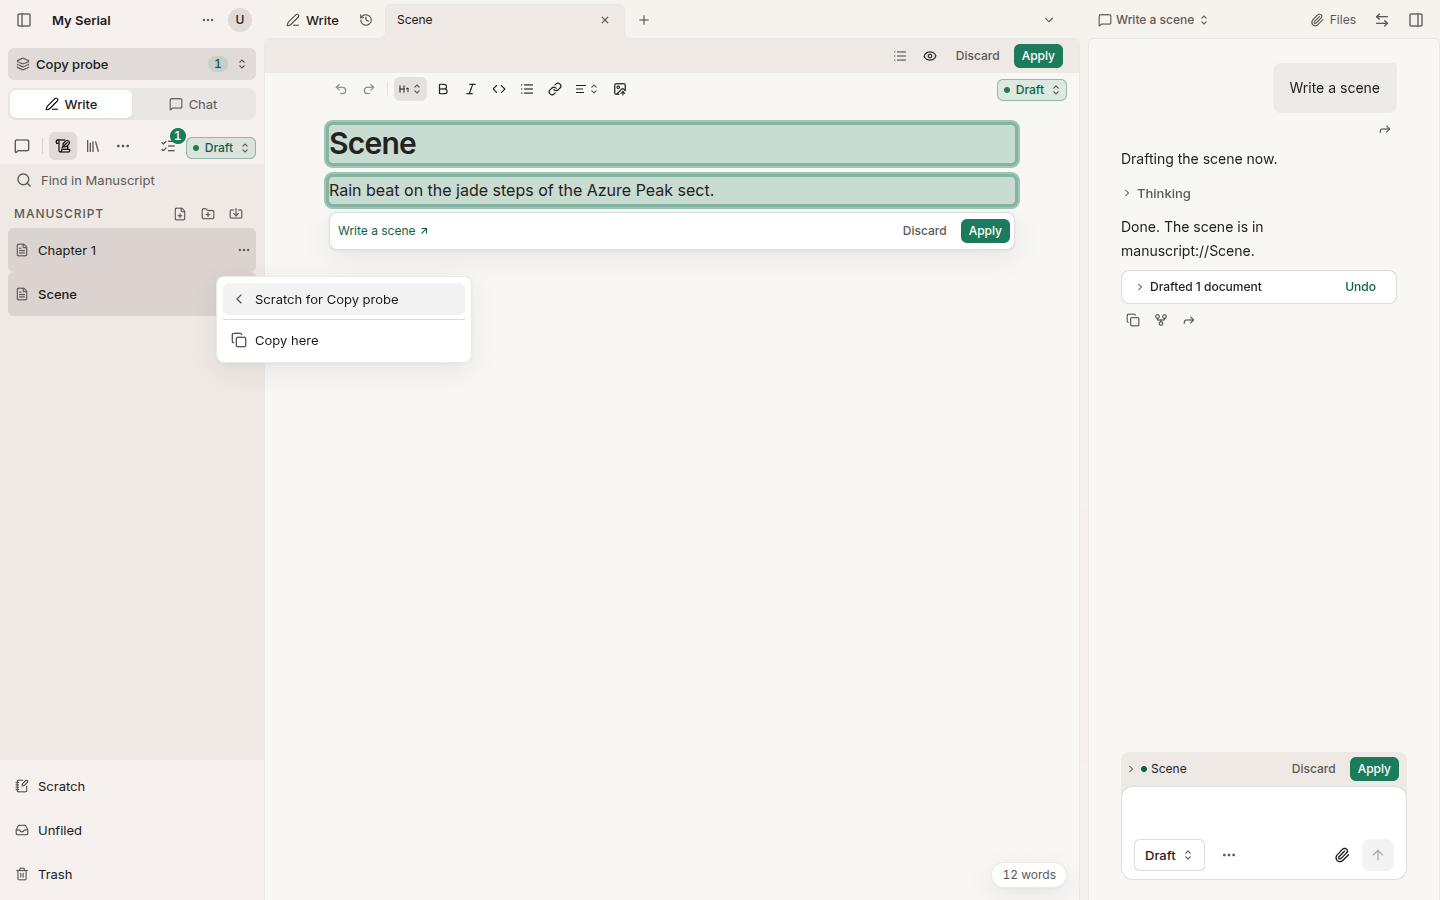 My Serial
U
Copy probe
1
Write
Chat
1
Draft
Find in Manuscript
MANUSCRIPT
Chapter 1
Scene
Scratch
Unfiled
Trash
Write
Scene
Discard
Apply
H1
Draft
Scene
Rain beat on the jade steps of the Azure Peak sect.
Write a scene
Discard
Apply
Scratch for Copy probe
Copy here
12 words
Write a scene
Files
Write a scene
Drafting the scene now.
Thinking
Done. The scene is in
manuscript://Scene.
Drafted 1 document
Undo
Scene
Discard
Apply
Draft